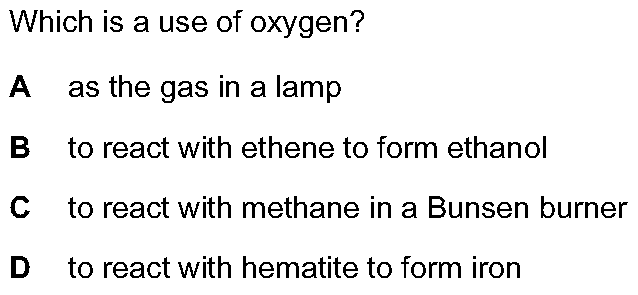 Which is a use of oxygen?
A as the gas in a lamp
B to react with ethene to form ethanol
C to react with methane in a Bunsen burner
D to react with hematite to form iron